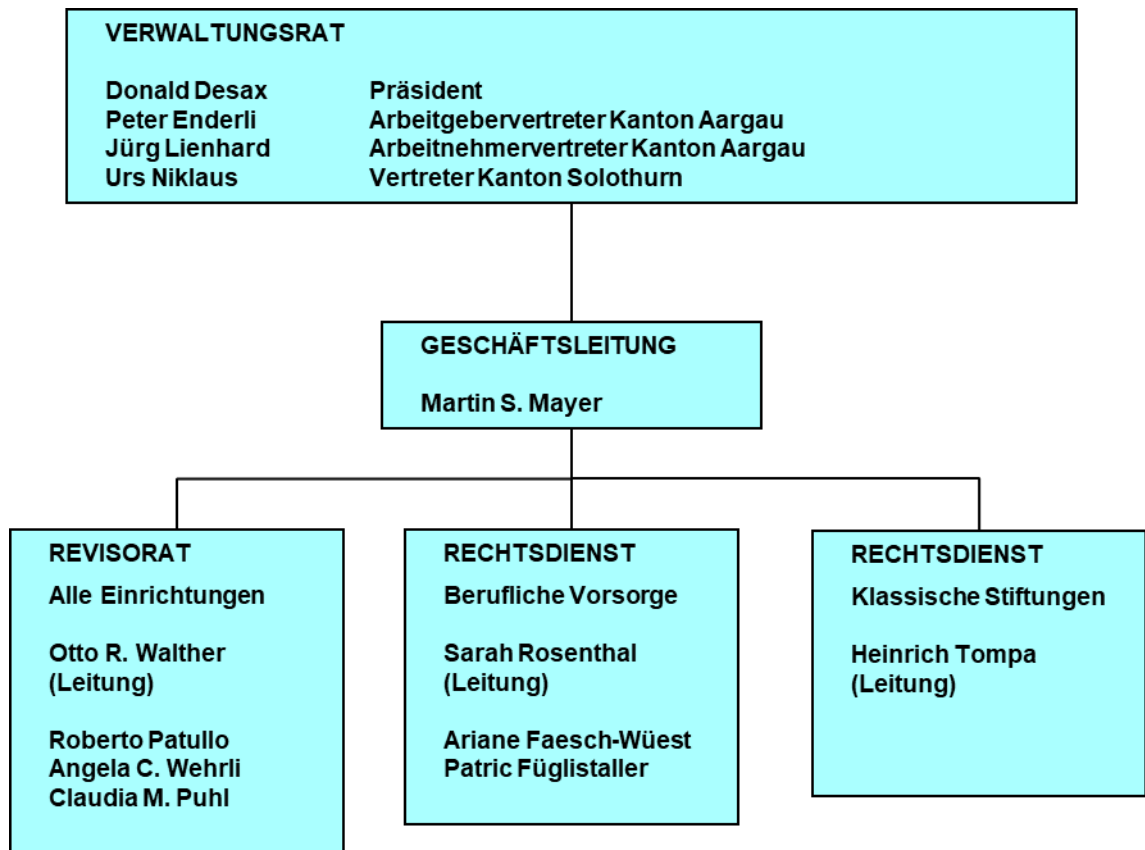 VERWALTUNGSRAT
Donald Desax Präsident
Peter Enderli Arbeitgebervertreter Kanton Aargau
Jürg Lienhard Arbeitnehmervertreter Kanton Aargau
Urs Niklaus Vertreter Kanton Solothurn
GESCHÄFTSLEITUNG
Martin S. Mayer
REVISORAT
Alle Einrichtungen
Otto R. Walther
(Leitung)
Roberto Patullo
Angela C. Wehrli
Claudia M. Puhl
RECHTSDIENST
Berufliche Vorsorge
Sarah Rosenthal
(Leitung)
Ariane Faesch-Wüest
Patric Füglistaller
RECHTSDIENST
Klassische Stiftungen
Heinrich Tompa
(Leitung)